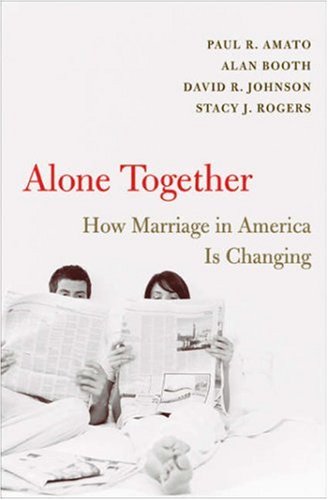 PAUL R. AMATO
ALAN BOOTH
DAVID R. JOHNSON
STACY J. ROGERS
Alone Together
How Marriage in America
Is Changing